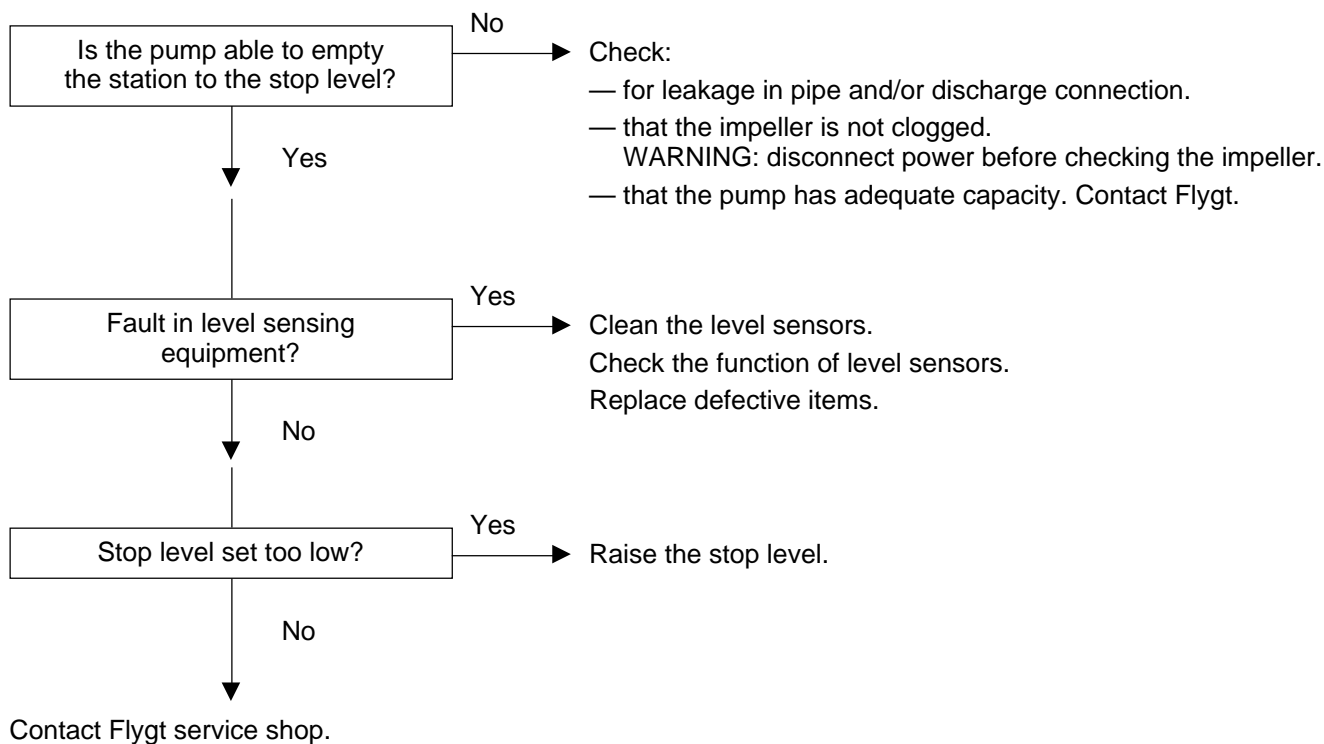 Is the pump able to empty
the station to the stop level?
No
Check:
— for leakage in pipe and/or discharge connection.
— that the impeller is not clogged.
WARNING: disconnect power before checking the impeller.
— that the pump has adequate capacity. Contact Flygt.
Yes
Fault in level sensing
equipment?
Yes
Clean the level sensors.
Check the function of level sensors.
Replace defective items.
No
Stop level set too low?
Yes
Raise the stop level.
No
Contact Flygt service shop.